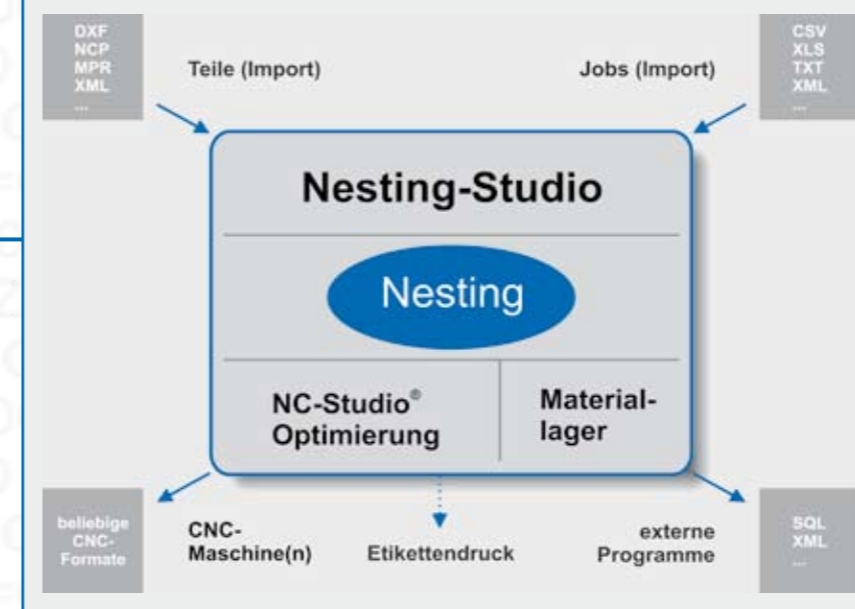 DXF
NCP
MPR
XML
...
Teile (Import)
Jobs (Import)
CSV
XLS
TXT
XML
...
Nesting-Studio
Nesting
NC-Studio®
Optimierung
Material-
lager
beliebige
CNC-
Formate
CNC-
Maschine(n)
Etikettendruck
externe
Programme
SQL
XML
...